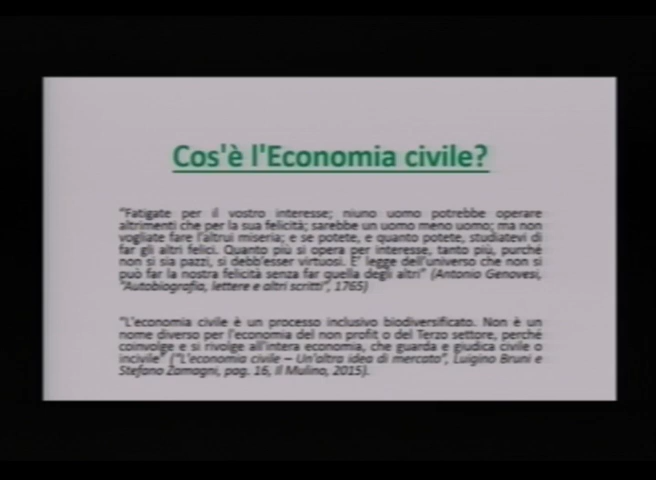 Cos'è l'Economia civile?
"Fatigate per il vostro interesse; niuno uomo potrebbe operare
altrimenti che per la sua felicità; sarebbe un uomo meno uomo; ma non
vogliate fare l'altrui miseria; e se potete, e quanto potete, studiatevi di
far gli altri felici. Quanto più si opera per interesse, tanto più, purché
non si sia pazzi, si debb'esser virtuosi. E' legge dell'universo che non si
può far la nostra felicità senza far quella degli altri" (Antonio Genovesi,
"Autobiografia, lettere e altri scritti", 1765)
"L'economia civile è un processo inclusivo biodiversificato. Non è un
nome diverso per l'economia del non profit o del Terzo settore, perché
coinvolge e si rivolge all'intera economia, che guarda e giudica civile o
incivile" ("L'economia civile – Un'altra idea di mercato", Luigino Bruni e
Stefano Zamagni, pag. 16, Il Mulino, 2015).